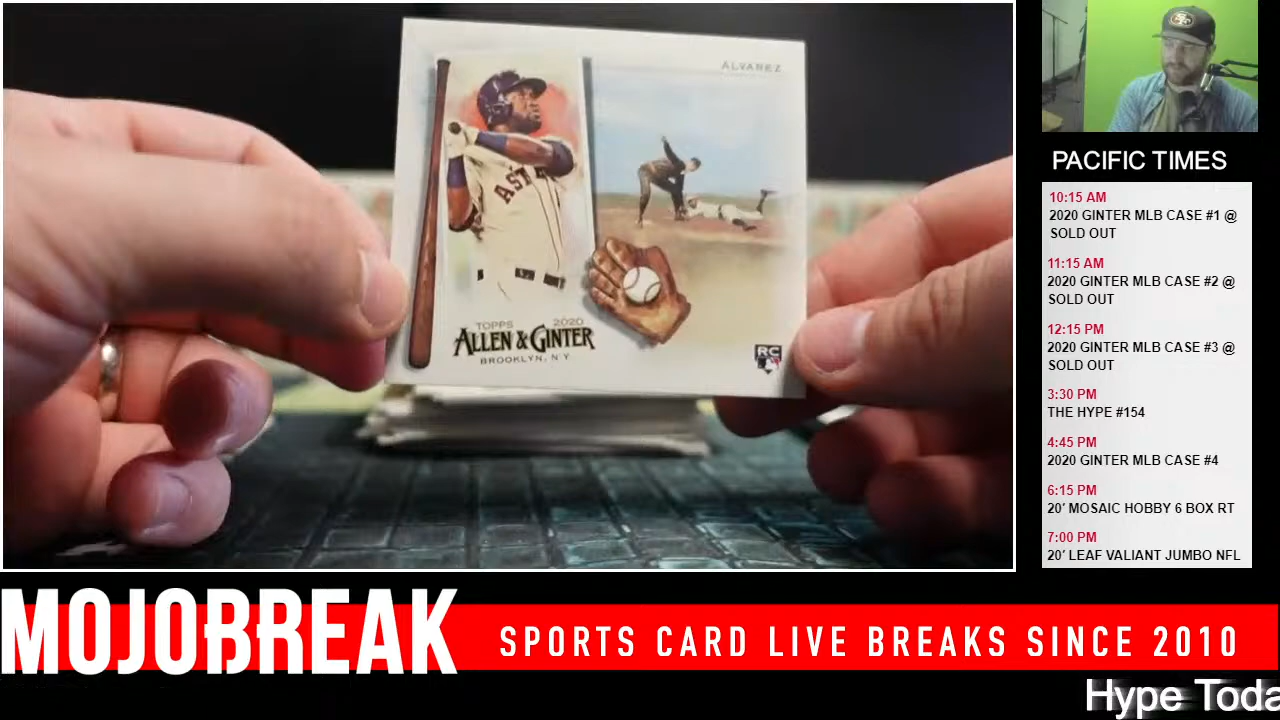 ALVAREZ
AST
TOPPS 2020
ALLEN & GINTER
BROOKLYN, NY
RC
PACIFIC TIMES
10:15 AM
2020 GINTER MLB CASE #1 @
SOLD OUT
11:15 AM
2020 GINTER MLB CASE #2 @
SOLD OUT
12:15 PM
2020 GINTER MLB CASE #3 @
SOLD OUT
3:30 PM
THE HYPE #154
4:45 PM
2020 GINTER MLB CASE #4
6:15 PM
20' MOSAIC HOBBY 6 BOX RT
7:00 PM
20' LEAF VALIANT JUMBO NFL
MOJOBREAK
SPORTS CARD LIVE BREAKS SINCE 2010
Hype Toda